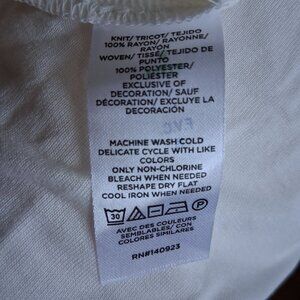 KNIT/ TRICOT/ TEJIDO
100% RAYON/ RAYONNE/
RAYON
WOVEN/ TISSÉ/ TEJIDO DE
PUNTO
100% POLYESTER/
POLIÉSTER
EXCLUSIVE OF
DECORATION/ SAUF
DÉCORATION/ EXCLUYE LA
DECORACIÓN
MACHINE WASH COLD
DELICATE CYCLE WITH LIKE
COLORS
ONLY NON-CHLORINE
BLEACH WHEN NEEDED
RESHAPE DRY FLAT
COOL IRON WHEN NEEDED
30 P
AVEC DES COULEURS
SEMBLABLES/ CON
COLORES SIMILARES
RN#140923